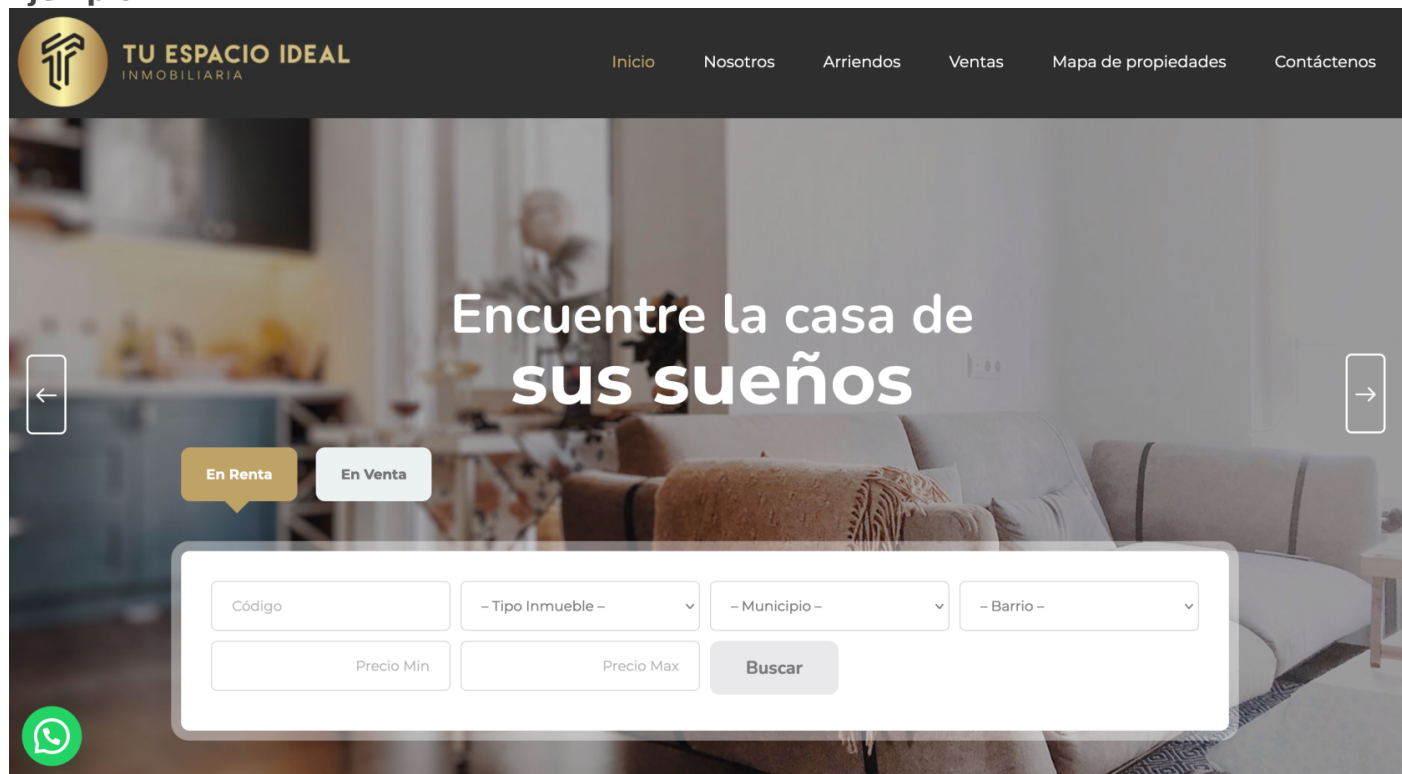 TU ESPACIO IDEAL
INMOBILIARIA
Inicio Nosotros Arriendos Ventas Mapa de propiedades Contáctenos
Encuentre la casa de
sus sueños
En Renta En Venta
Código – Tipo Inmueble – – Municipio – – Barrio –
Precio Min Precio Max Buscar